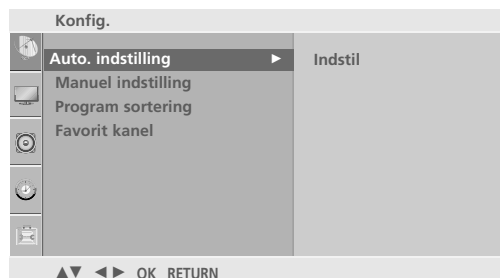 Konfig.
Auto. indstilling ► Indstil
Manuel indstilling
Program sortering
Favorit kanel
▲▼ ◄► OK RETURN